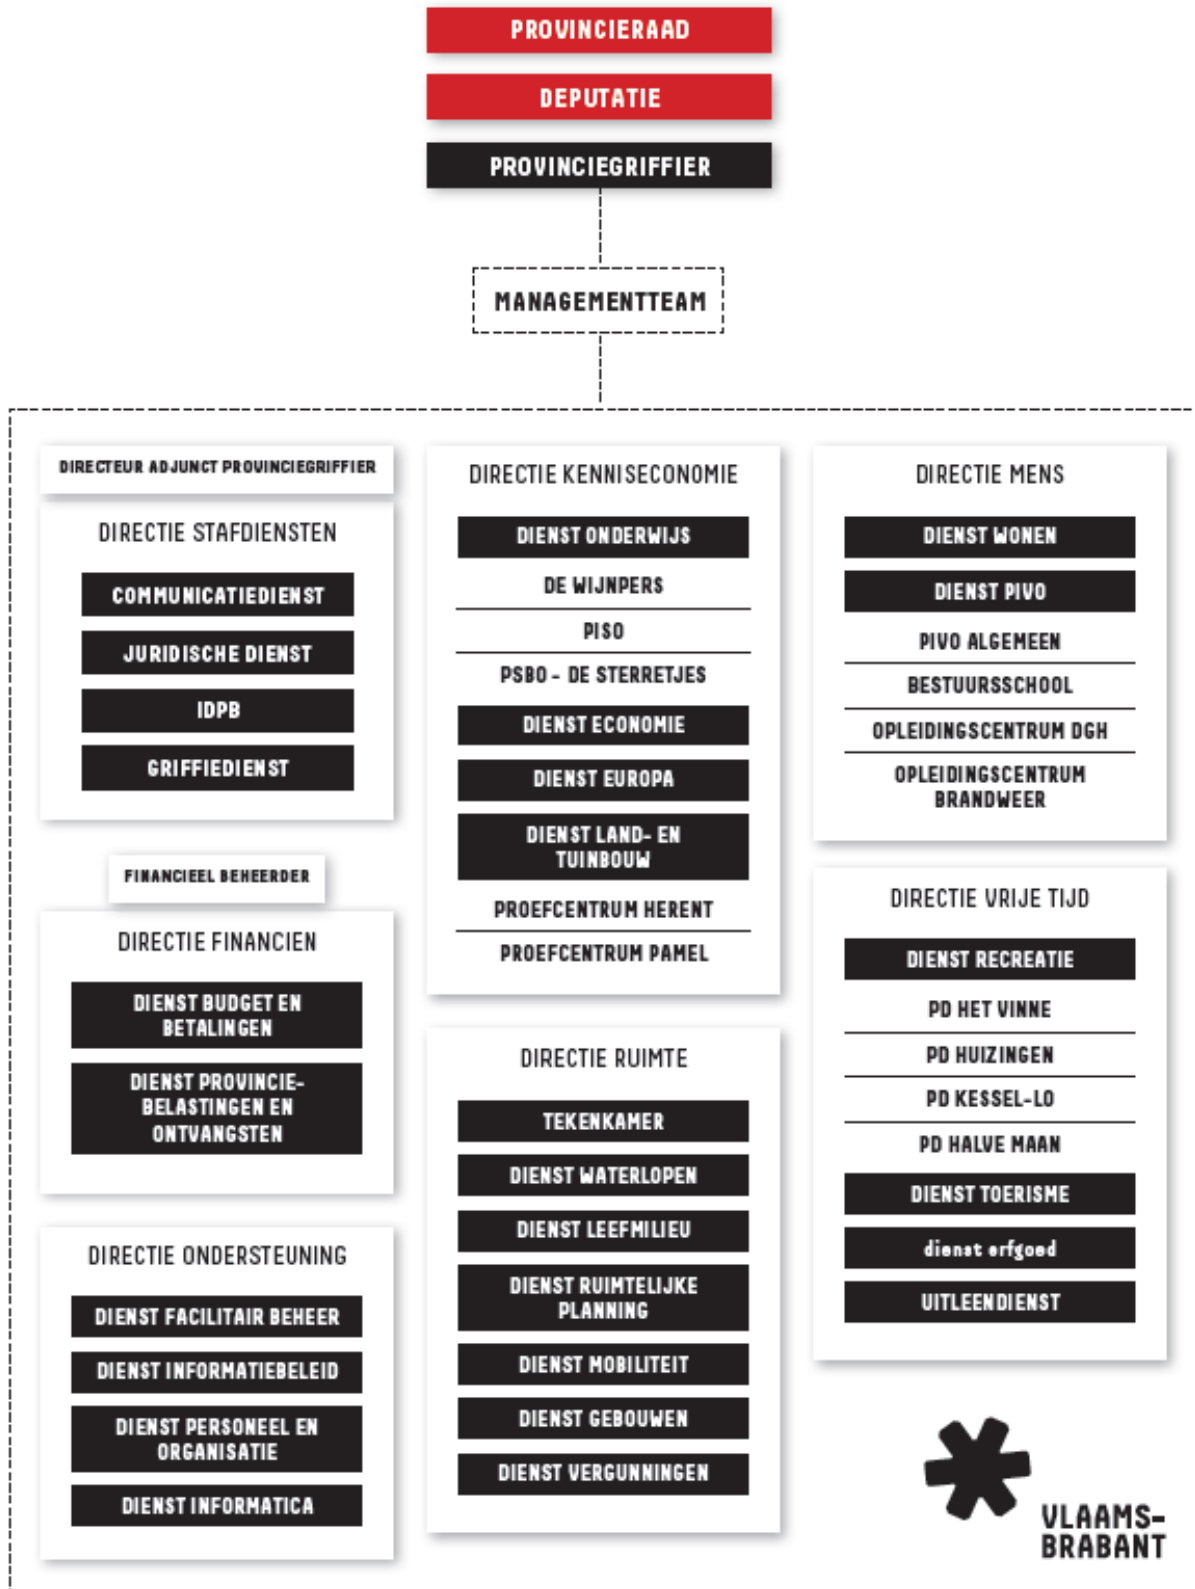 PROVINCIERAAD
DEPUTATIE
PROVINCIEGRIFFIER
MANAGEMENTTEAM
DIRECTEUR ADJUNCT PROVINCIEGRIFFIER
DIRECTIE STAFDIENSTEN
COMMUNICATIEDIENST
JURIDISCHE DIENST
IDPB
GRIFFIEDIENST
FINANCIEEL BEHEERDER
DIRECTIE FINANCIEN
DIENST BUDGET EN
BETALINGEN
DIENST PROVINCIE-
BELASTINGEN EN
ONTVANGSTEN
DIRECTIE ONDERSTEUNING
DIENST FACILITAIR BEHEER
DIENST INFORMATIEBELEID
DIENST PERSONEEL EN
ORGANISATIE
DIENST INFORMATICA
DIRECTIE KENNISECONOMIE
DIENST ONDERWIJS
DE WIJNPERS
PISO
PSBO - DE STERRETJES
DIENST ECONOMIE
DIENST EUROPA
DIENST LAND- EN
TUINBOUW
PROEFCENTRUM HERENT
PROEFCENTRUM PAMEL
DIRECTIE RUIMTE
TEKENKAMER
DIENST WATERLOPEN
DIENST LEEFMILIEU
DIENST RUIMTELIJKE
PLANNING
DIENST MOBILITEIT
DIENST GEBOUWEN
DIENST VERGUNNINGEN
DIRECTIE MENS
DIENST WONEN
DIENST PIVO
PIVO ALGEMEEN
BESTUURSSCHOOL
OPLEIDINGSCENTRUM DGH
OPLEIDINGSCENTRUM
BRANDWEER
DIRECTIE VRIJE TIJD
DIENST RECREATIE
PD HET VINNE
PD HUIZINGEN
PD KESSEL-LO
PD HALVE MAAN
DIENST TOERISME
dienst erfgoed
UITLEENDIENST
VLAAMS-
BRABANT